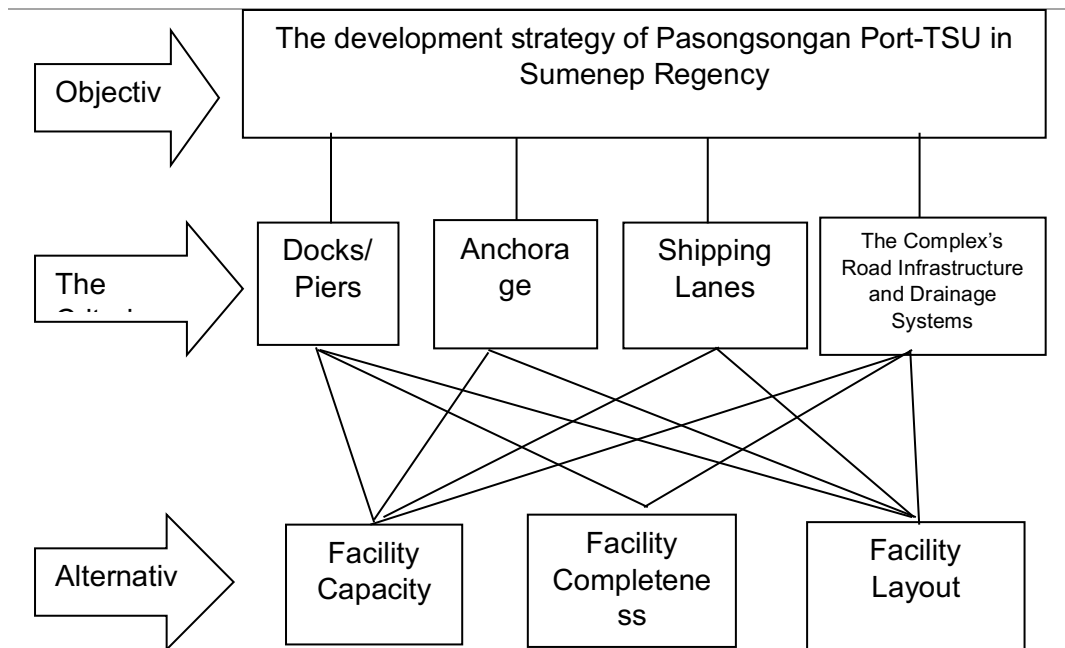 The development strategy of Pasongsongan Port-TSU in
Sumenep Regency
Objectiv
Docks/
Piers
Anchora
ge
Shipping
Lanes
The Complex's
Road Infrastructure
and Drainage
Systems
The
Facility
Capacity
Facility
Completene
ss
Facility
Layout
Alternativ